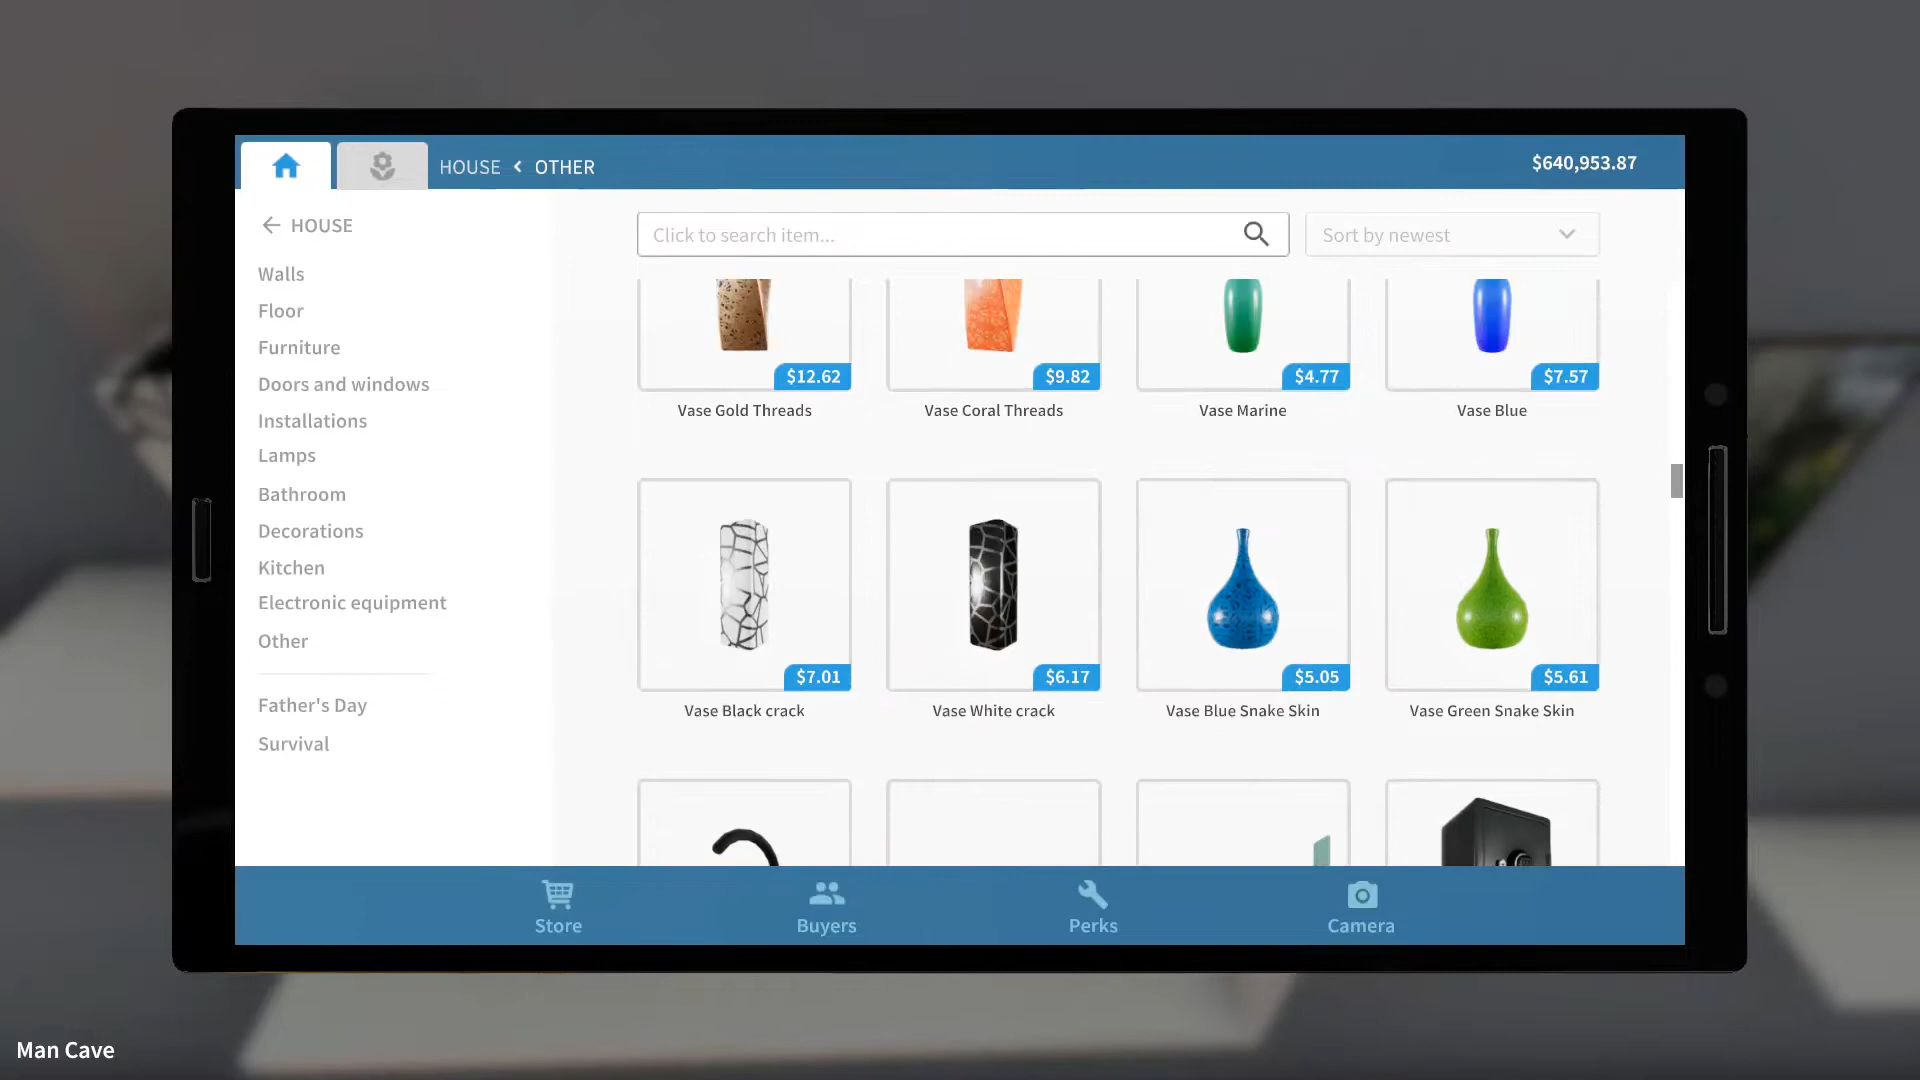 HOUSE < OTHER
$640,953.87
← HOUSE
Click to search item...
Sort by newest
Walls
Floor
Furniture
Doors and windows
Installations
Lamps
Bathroom
Decorations
Kitchen
Electronic equipment
Other
Father's Day
Survival
$12.62
$9.82
$4.77
$7.57
Vase Gold Threads
Vase Coral Threads
Vase Marine
Vase Blue
$7.01
$6.17
$5.05
$5.61
Vase Black crack
Vase White crack
Vase Blue Snake Skin
Vase Green Snake Skin
Store
Buyers
Perks
Camera
Man Cave